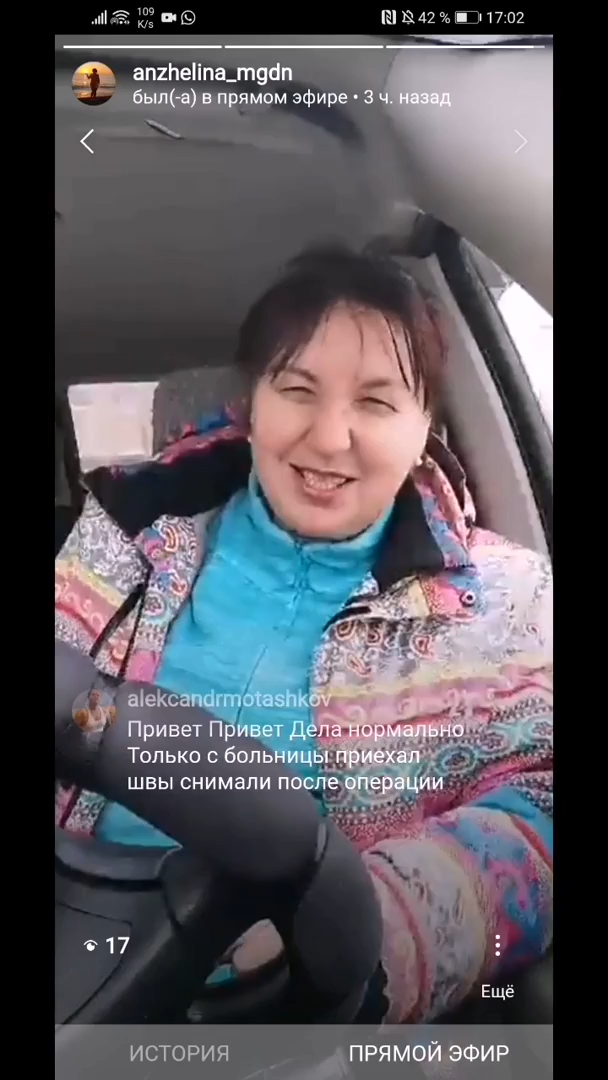 109
K/s
42 %
17:02
anzhelina_mgdn
был(-а) в прямом эфире • 3 ч. назад
alekcandrmotashkov
Привет Привет Дела нормально
Только с больницы приехал
швы снимали после операции
17
Ещё
ИСТОРИЯ
ПРЯМОЙ ЭФИР